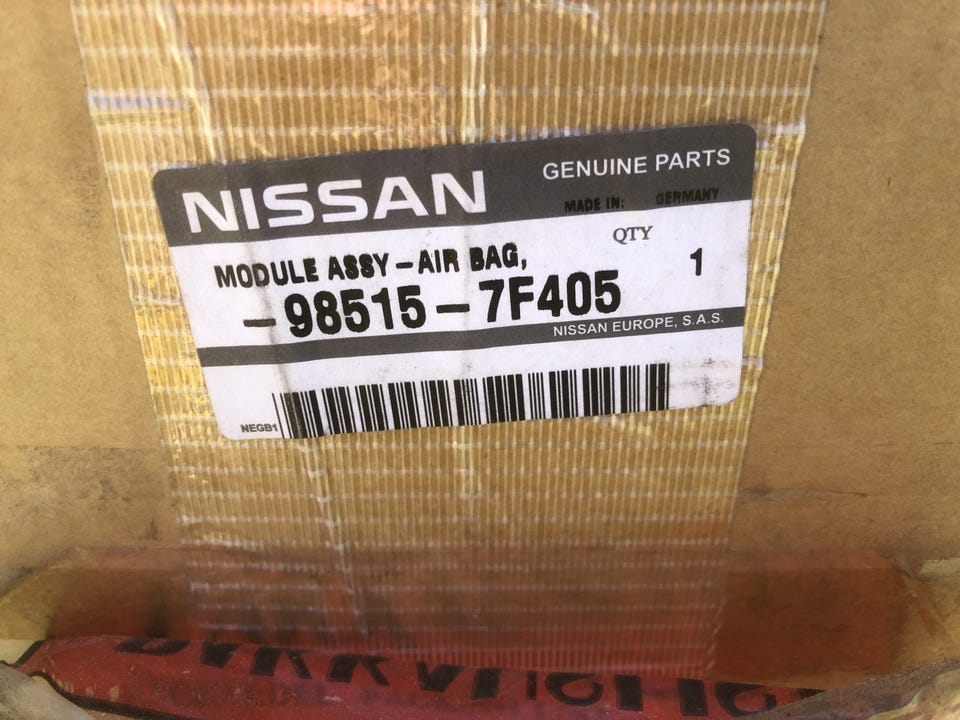 NISSAN
GENUINE PARTS
MADE IN: GERMANY
QTY
MODULE ASSY-AIR BAG,
1
-98515-7F405
NISSAN EUROPE, S.A.S.
NEGB1